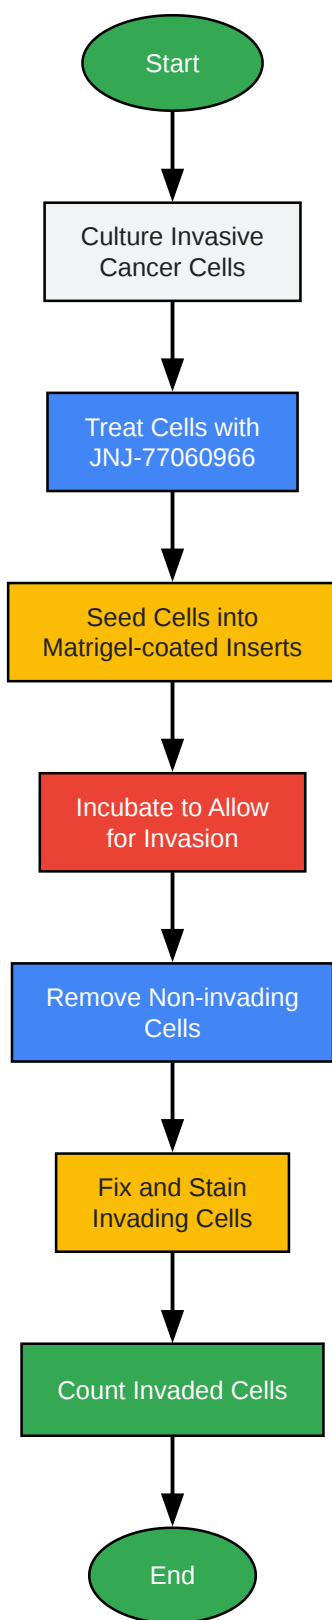 Start
Culture Invasive
Cancer Cells
Treat Cells with
JNJ-77060966
Seed Cells into
Matrigel-coated Inserts
Incubate to Allow
for Invasion
Remove Non-invading
Cells
Fix and Stain
Invading Cells
Count Invaded Cells
End